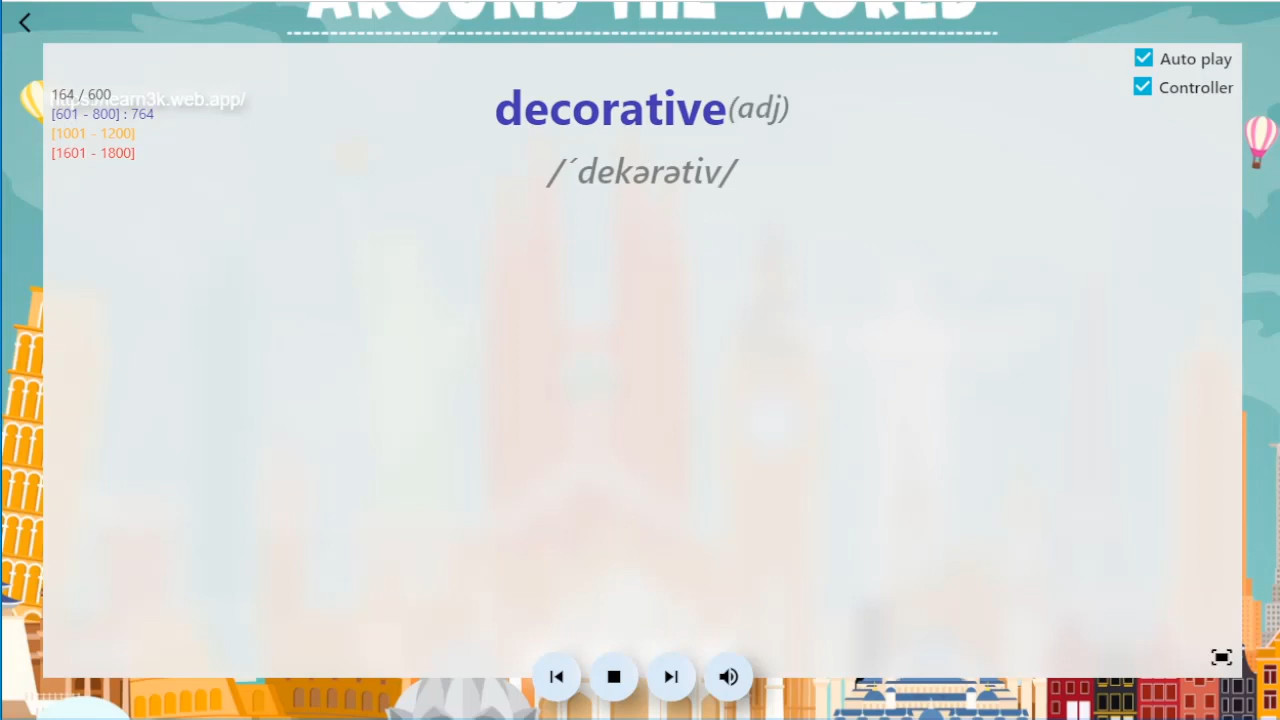 AROUND THE WORLD
Auto play
Controller
164 / 600
https://learn3k.web.app/
[601 - 800] : 764
[1001 - 1200]
[1601 - 1800]
decorative(adj)
/´dekərətiv/